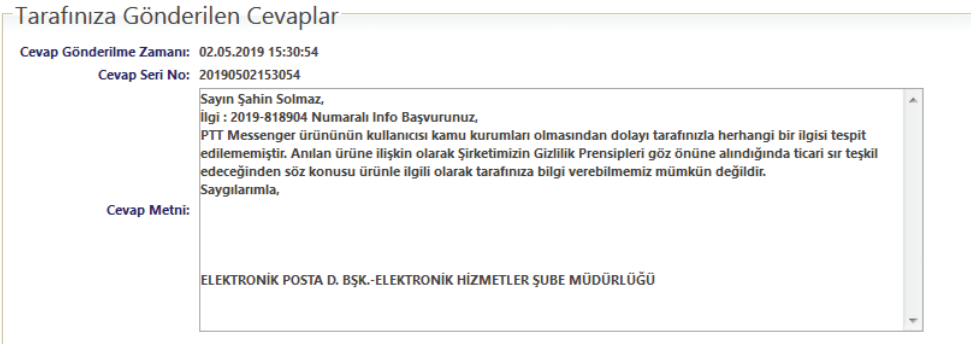 Tarafınıza Gönderilen Cevaplar
Cevap Gönderilme Zamanı: 02.05.2019 15:30:54
Cevap Seri No: 20190502153054
Sayın Şahin Solmaz,
İlgi : 2019-818904 Numaralı Info Başvurunuz,
PTT Messenger ürününün kullanıcısı kamu kurumları olmasından dolayı tarafınızla herhangi bir ilgisi tespit
edilememiştir. Anılan ürüne ilişkin olarak Şirketimizin Gizlilik Prensipleri göz önüne alındığında ticari sır teşkil
edeceğinden söz konusu ürünle ilgili olarak tarafınıza bilgi verebilmemiz mümkün değildir.
Saygılarımla,
Cevap Metni:
ELEKTRONİK POSTA D. BŞK.-ELEKTRONİK HİZMETLER ŞUBE MÜDÜRLÜĞÜ